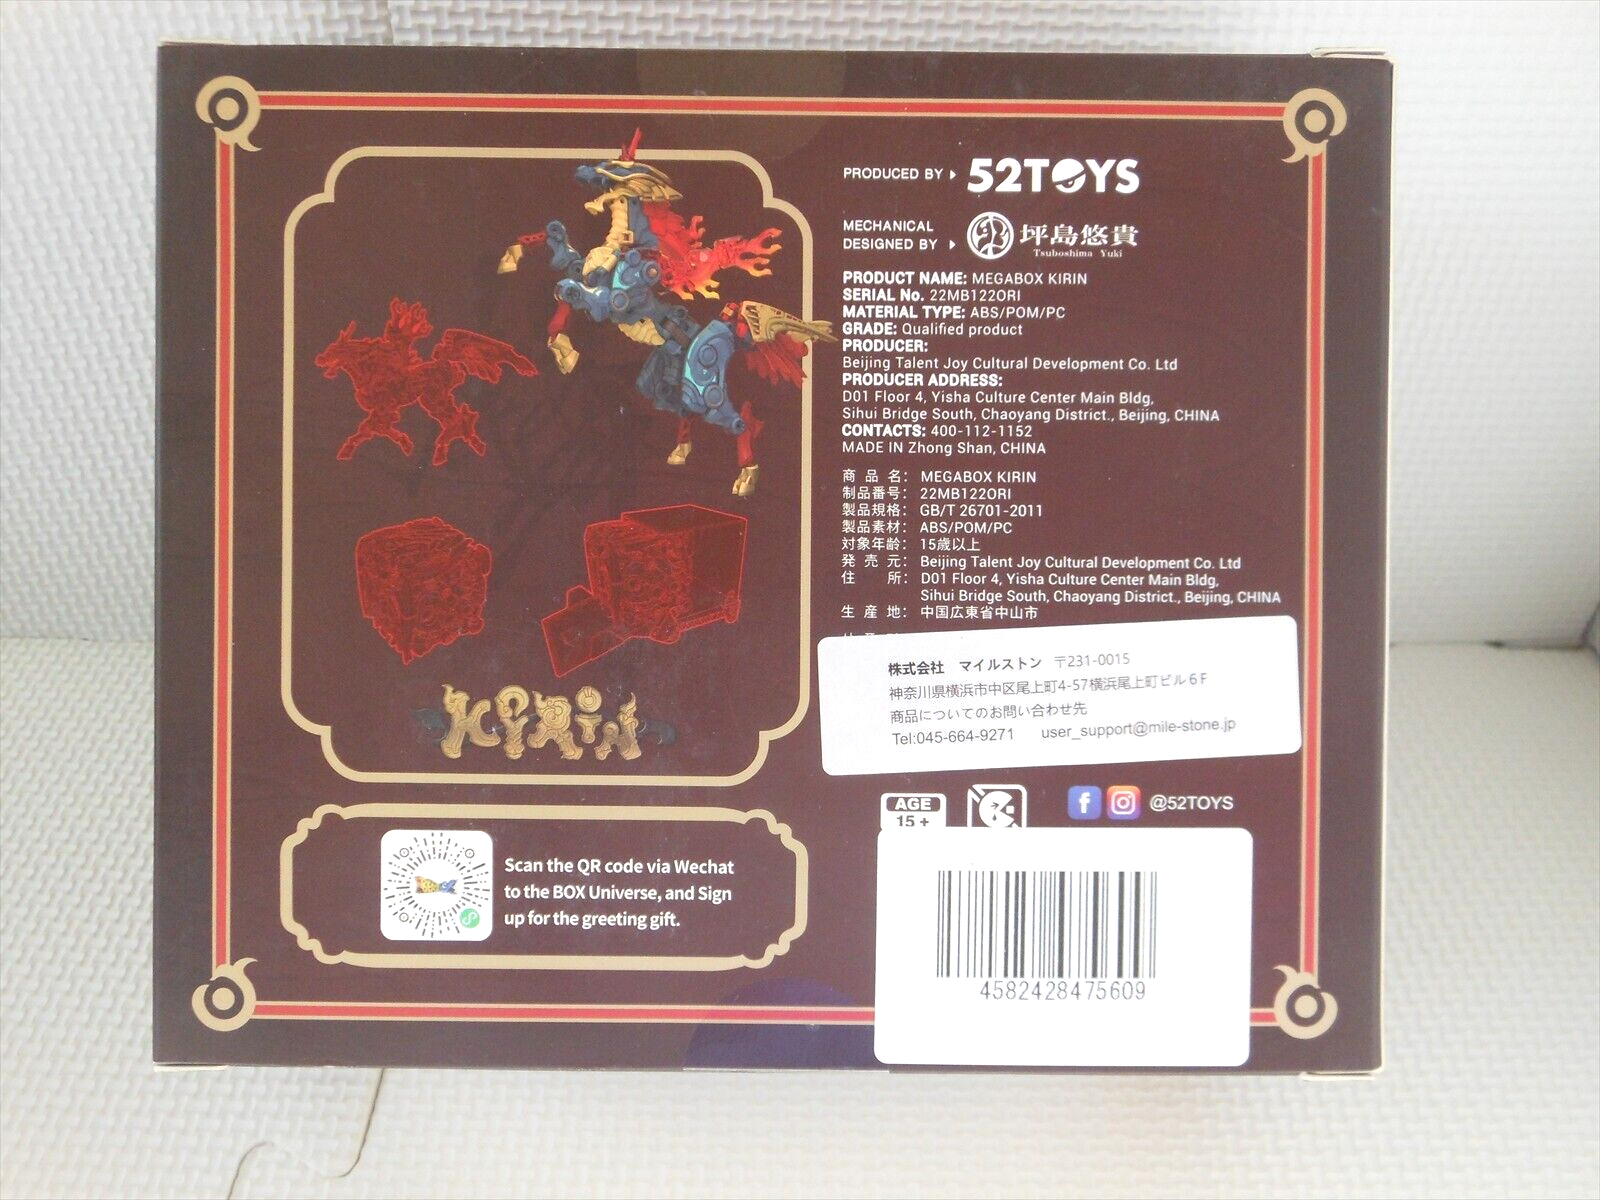 PRODUCED BY 52TOYS
MECHANICAL
DESIGNED BY 坪島悠貴
Tsuboshima Yuki
PRODUCT NAME: MEGABOX KIRIN
SERIAL No. 22MB122ORI
MATERIAL TYPE: ABS/POM/PC
GRADE: Qualified product
PRODUCER:
Beijing Talent Joy Cultural Development Co. Ltd
PRODUCER ADDRESS:
D01 Floor 4, Yisha Culture Center Main Bldg,
Sihui Bridge South, Chaoyang District., Beijing, CHINA
CONTACTS: 400-112-1152
MADE IN Zhong Shan, CHINA
商品名: MEGABOX KIRIN
制品番号: 22MB122ORI
製品規格: GB/T 26701-2011
製品素材: ABS/POM/PC
対象年齢: 15歳以上
発売元: Beijing Talent Joy Cultural Development Co. Ltd
住所: D01 Floor 4, Yisha Culture Center Main Bldg,
Sihui Bridge South, Chaoyang District., Beijing, CHINA
生産地: 中国広東省中山市
株式会社 マイルストン 〒231-0015
神奈川県横浜市中区尾上町4-57横浜尾上町ビル6F
商品についてのお問い合わせ先
Tel:045-664-9271 user_support@mile-stone.jp
KIRIN
AGE
15+
@52TOYS
Scan the QR code via Wechat
to the BOX Universe, and Sign
up for the greeting gift.
4582428475609